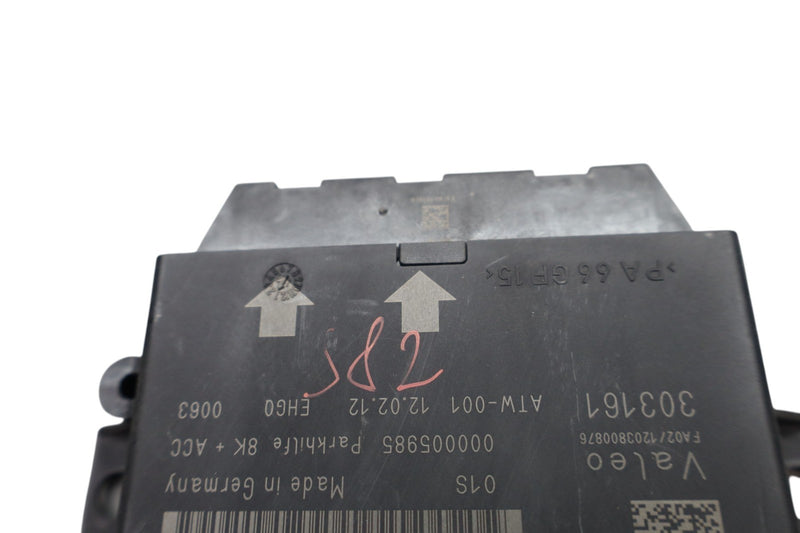 01S Made in Germany
Valeo
000005985 Parkhilfe 8K + ACC
FA02/1203800876
ATW-001 12.02.12 EHG0 0063
303161
>PA 66 GF15<